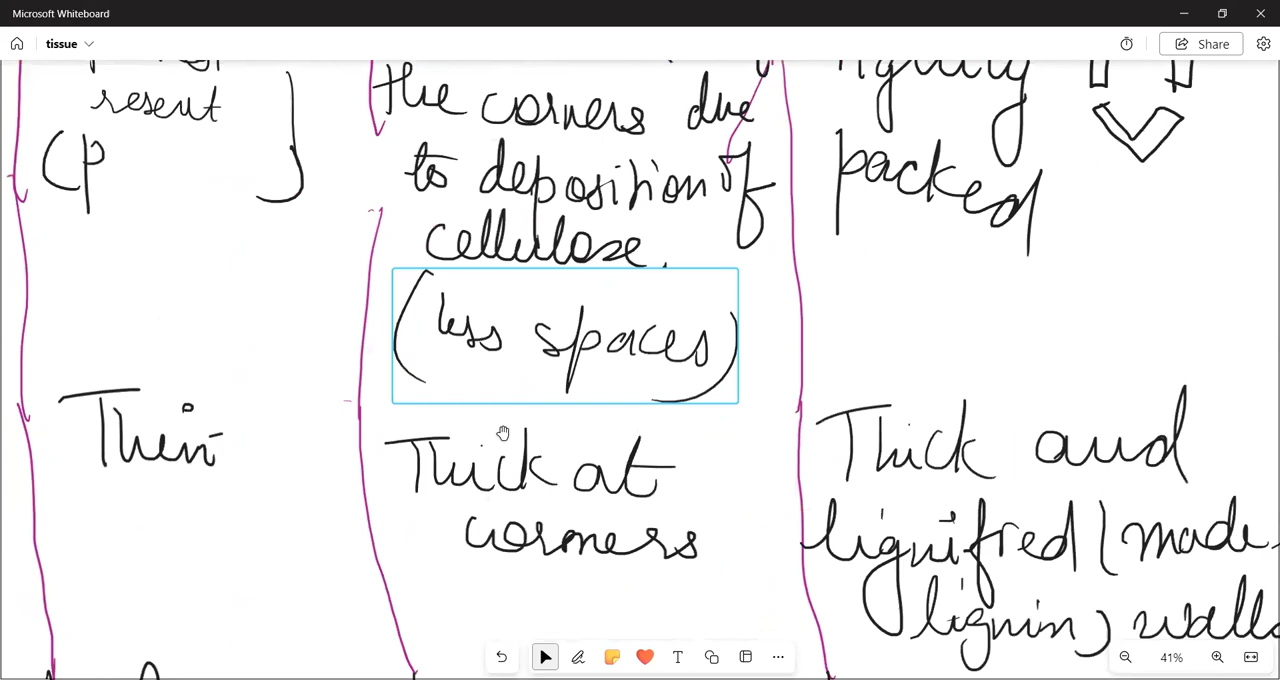 Microsoft Whiteboard
tissue
Share
resent
(p
the corners due
to deposition of
cellulose.
(less spaces)
packed
Thin
Thick at
corners
Thick and
lignified (made
lignin) walls
41%